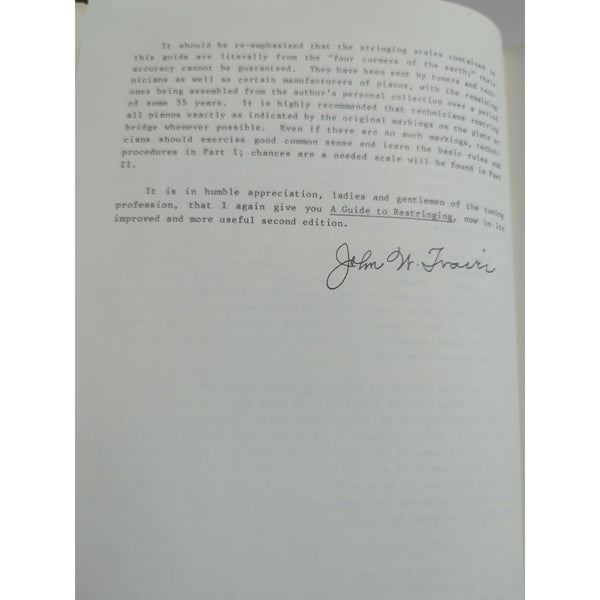 It should be re-emphasized that the stringing scales contained in
this guide are literally from the "four corners of the earth;" their
accuracy cannot be guaranteed. They have been sent by tuners and tech-
nicians as well as certain manufacturers of pianos, with the remaining
ones being assembled from the author's personal collection over a period
of some 55 years. It is highly recommended that technicians restring
all pianos exactly as indicated by the original markings on the plate or
bridge whenever possible. Even if there are no such markings, techni-
cians should exercise good common sense and learn the basic rules and
procedures in Part I; chances are a needed scale will be found in Part
II.
It is in humble appreciation, ladies and gentlemen of the tuning
profession, that I again give you A Guide to Restringing, now in its
improved and more useful second edition.
John W. Travis